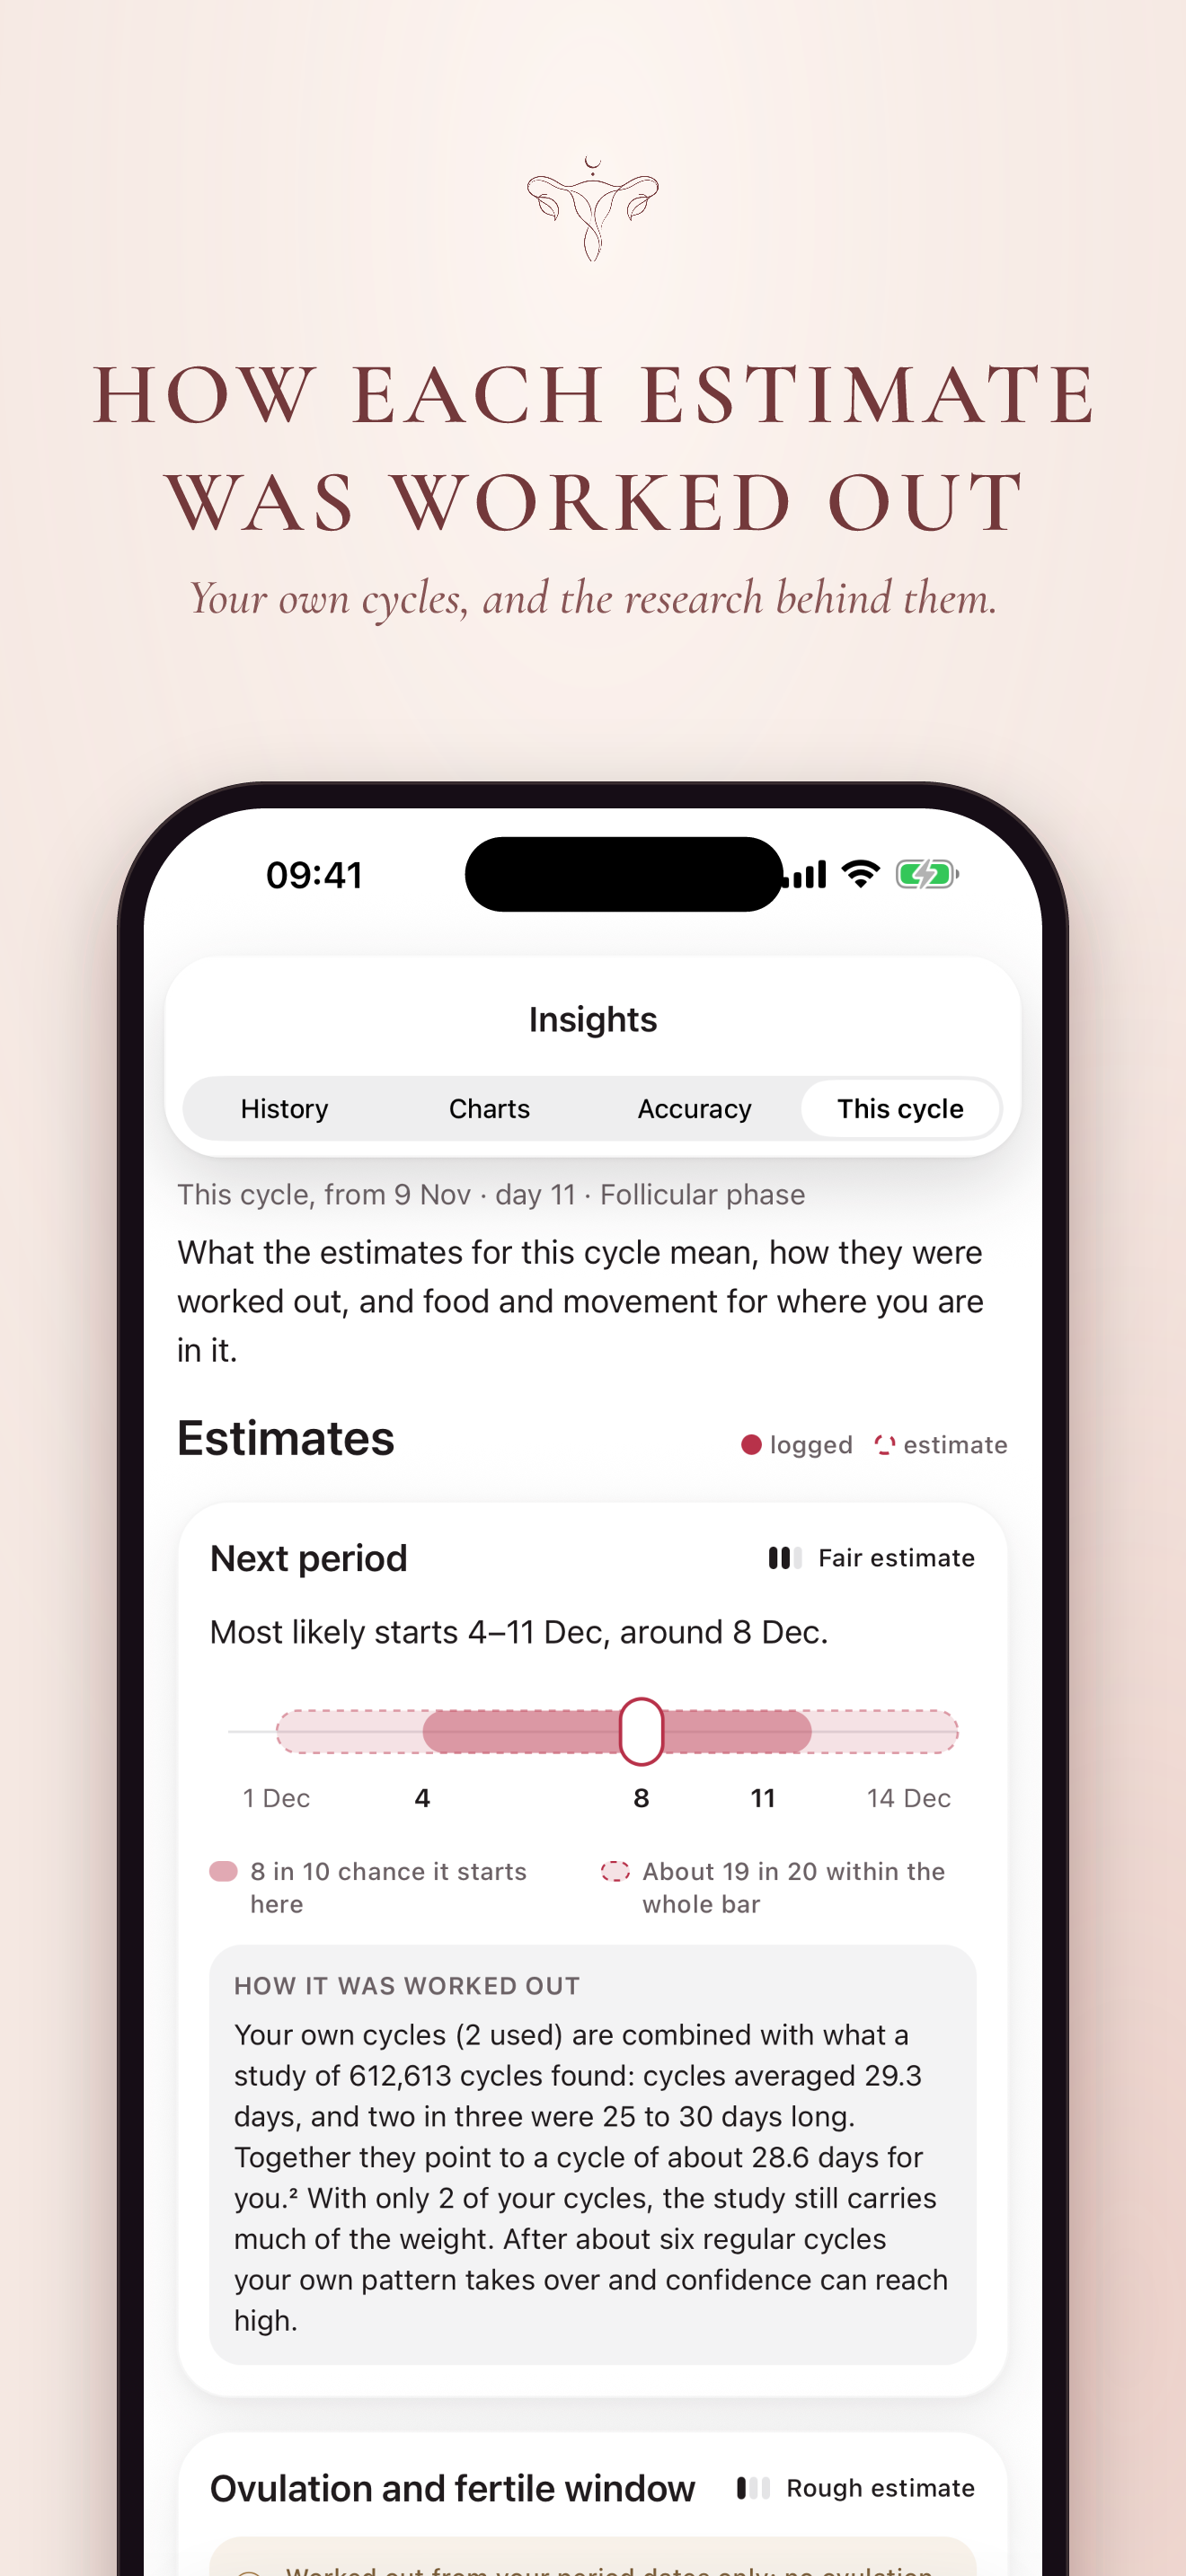 HOW EACH ESTIMATE
WAS WORKED OUT
Your own cycles, and the research behind them.
09:41
Insights
History Charts Accuracy This cycle
This cycle, from 9 Nov · day 11 · Follicular phase
What the estimates for this cycle mean, how they were
worked out, and food and movement for where you are
in it.
Estimates
logged estimate
Next period
Fair estimate
Most likely starts 4–11 Dec, around 8 Dec.
1 Dec 4 8 11 14 Dec
8 in 10 chance it starts
here
About 19 in 20 within the
whole bar
HOW IT WAS WORKED OUT
Your own cycles (2 used) are combined with what a
study of 612,613 cycles found: cycles averaged 29.3
days, and two in three were 25 to 30 days long.
Together they point to a cycle of about 28.6 days for
you.² With only 2 of your cycles, the study still carries
much of the weight. After about six regular cycles
your own pattern takes over and confidence can reach
high.
Ovulation and fertile window
Rough estimate
Worked out from your period dates only: no ovulation